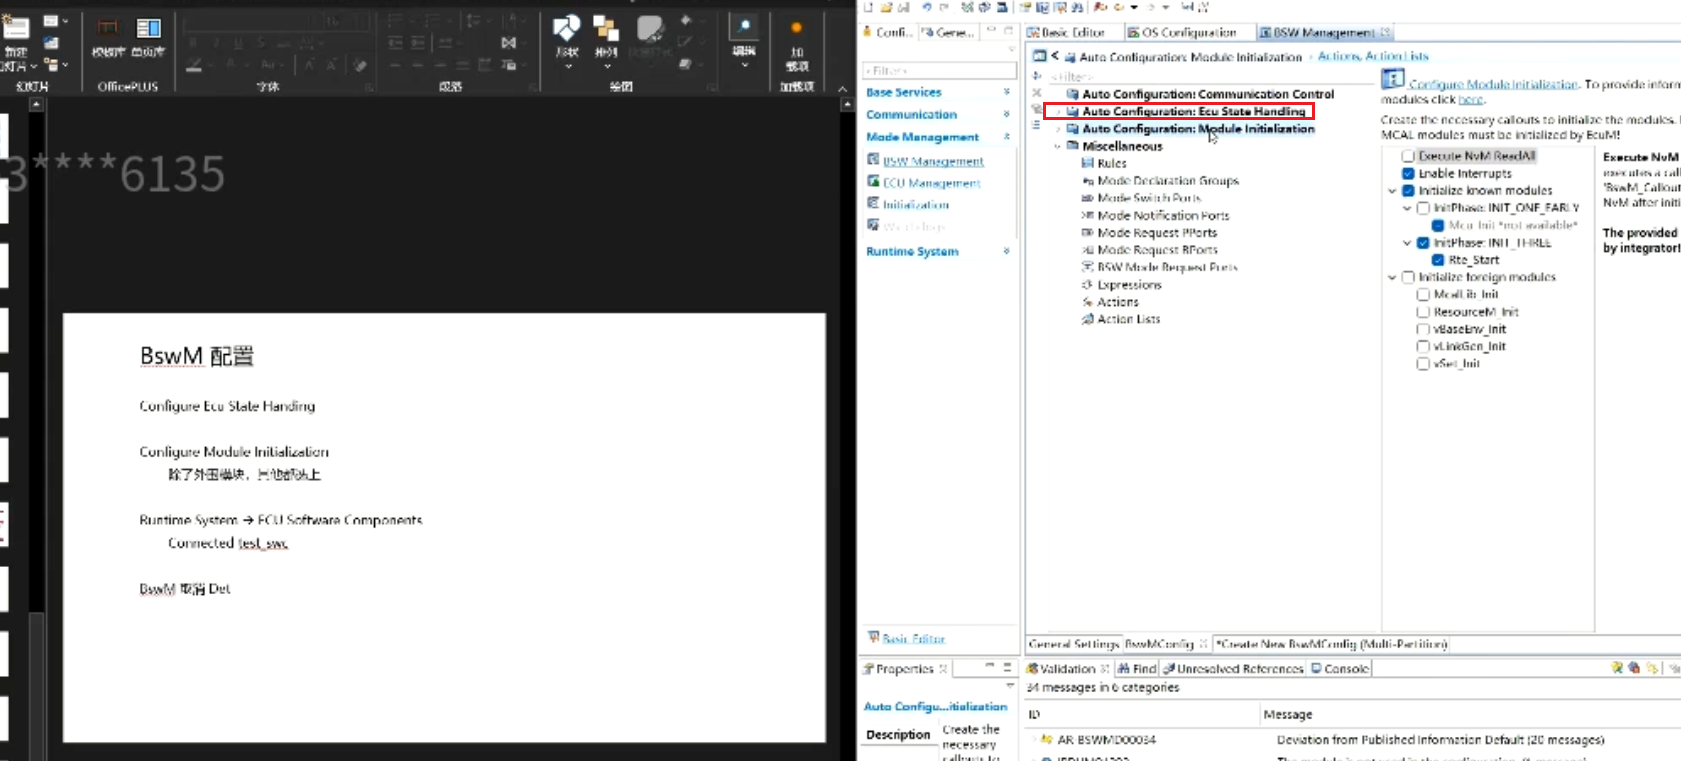 新建
幻灯片
幻灯片
模板库 单页库
OfficePLUS
字体
段落
形状
排列
绘图
编辑
加
载项
加载项
3****6135
BswM 配置
Configure Ecu State Handing
Configure Module Initialization
除了外围模块，其他都选上
Runtime System → ECU Software Components
Connected test_swc
BswM 取消 Det
Confi...
Gene...
<Filter>
Base Services
Communication
Mode Management
BSW Management
ECU Management
Initialization
Runtime System
Basic Editor
Properties
Auto Configu...itialization
Description
Create the
necessary
callouts to
Basic Editor
OS Configuration
BSW Management
Auto Configuration: Module Initialization
Actions, Action Lists
<Filter>
Auto Configuration: Communication Control
Auto Configuration: Ecu State Handling
Auto Configuration: Module Initialization
Miscellaneous
Rules
Mode Declaration Groups
Mode Switch Ports
Mode Notification Ports
Mode Request PPorts
Mode Request RPorts
BSW Mode Request Ports
Expressions
Actions
Action Lists
Configure Module Initialization. To provide inform
modules click here.
Create the necessary callouts to initialize the modules.
MCAL modules must be initialized by EcuM!
Execute NvM ReadAll
Enable Interrupts
Initialize known modules
InitPhase: INIT_ONE_EARLY
Mcu_Init *not available*
InitPhase: INIT_THREE
Rte_Start
Initialize foreign modules
McalLib_Init
ResourceM_Init
vBaseEnv_Init
vLinkGen_Init
vSet_Init
Execute NvM
executes a call
'BswM_Callout
NvM after initi
The provided
by integrator!
General Settings
BswMConfig
*Create New BswMConfig (Multi-Partition)
Validation
Find
Unresolved References
Console
34 messages in 6 categories
ID
Message
AR-BSWMD00034
Deviation from Published Information Default (20 messages)